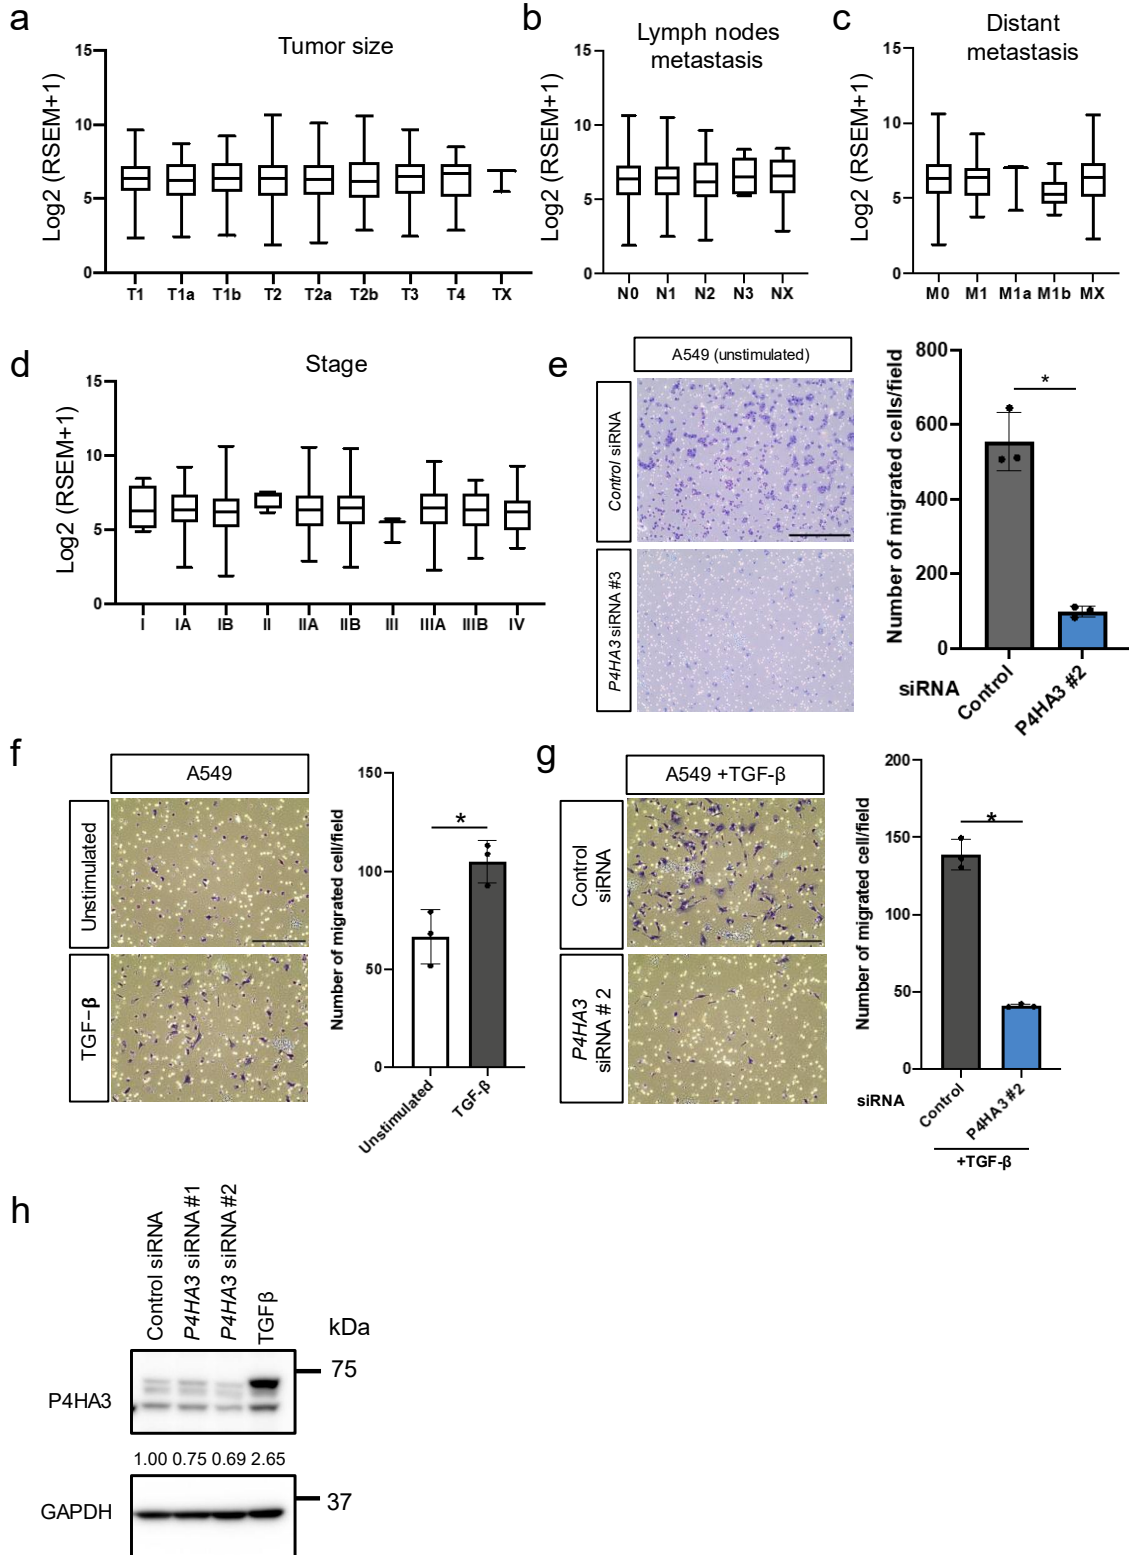 a
Tumor size
Log2 (RSEM+1)
15
10
5
0
T1 T1a T1b T2 T2a T2b T3 T4 TX
b
Lymph nodes
metastasis
Log2 (RSEM+1)
15
10
5
0
N0 N1 N2 N3 NX
c
Distant
metastasis
Log2 (RSEM+1)
15
10
5
0
M0 M1 M1a M1b MX
d
Stage
Log2 (RSEM+1)
15
10
5
0
I IA IB II IIA IIB III IIIA IIIB IV
e
A549 (unstimulated)
Control siRNA
P4HA3 siRNA #3
Number of migrated cells/field
800
600
400
200
0
*
siRNA
Control
P4HA3 #2
f
A549
Unstimulated
TGF-β
Number of migrated cell/field
150
100
50
0
*
Unstimulated
TGF-β
g
A549 +TGF-β
Control
siRNA
P4HA3
siRNA # 2
Number of migrated cell/field
200
150
100
50
0
*
siRNA
Control
P4HA3 #2
+TGF-β
h
Control siRNA
P4HA3 siRNA #1
P4HA3 siRNA #2
TGFβ
kDa
75
P4HA3
1.00 0.75 0.69 2.65
37
GAPDH